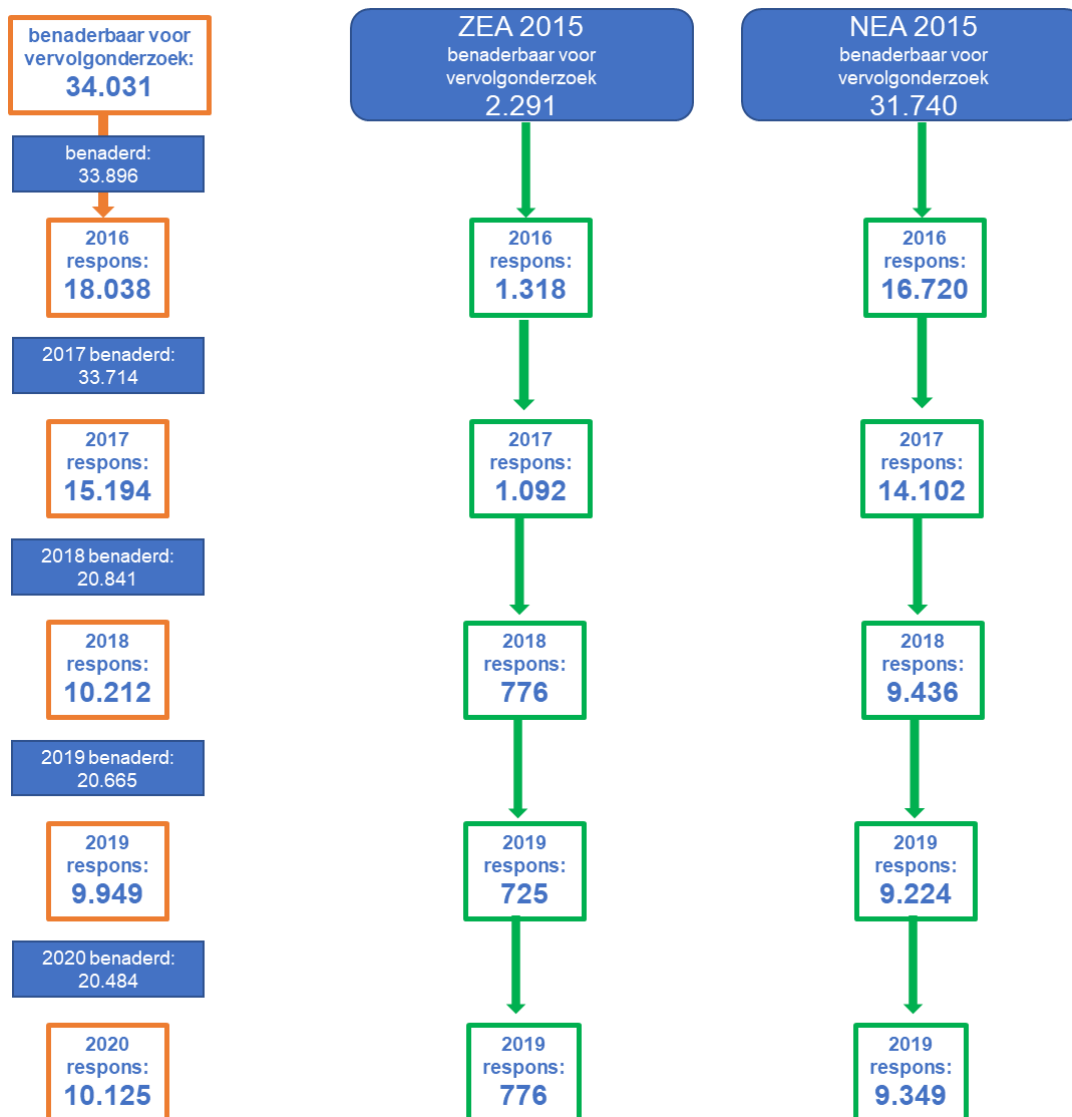 benaderbaar voor
vervolgonderzoek:
34.031
ZEA 2015
benaderbaar voor
vervolgonderzoek
2.291
NEA 2015
benaderbaar voor
vervolgonderzoek
31.740
benaderd:
33.896
2016
respons:
18.038
2016
respons:
1.318
2016
respons:
16.720
2017 benaderd:
33.714
2017
respons:
15.194
2017
respons:
1.092
2017
respons:
14.102
2018 benaderd:
20.841
2018
respons:
10.212
2018
respons:
776
2018
respons:
9.436
2019 benaderd:
20.665
2019
respons:
9.949
2019
respons:
725
2019
respons:
9.224
2020 benaderd:
20.484
2020
respons:
10.125
2019
respons:
776
2019
respons:
9.349